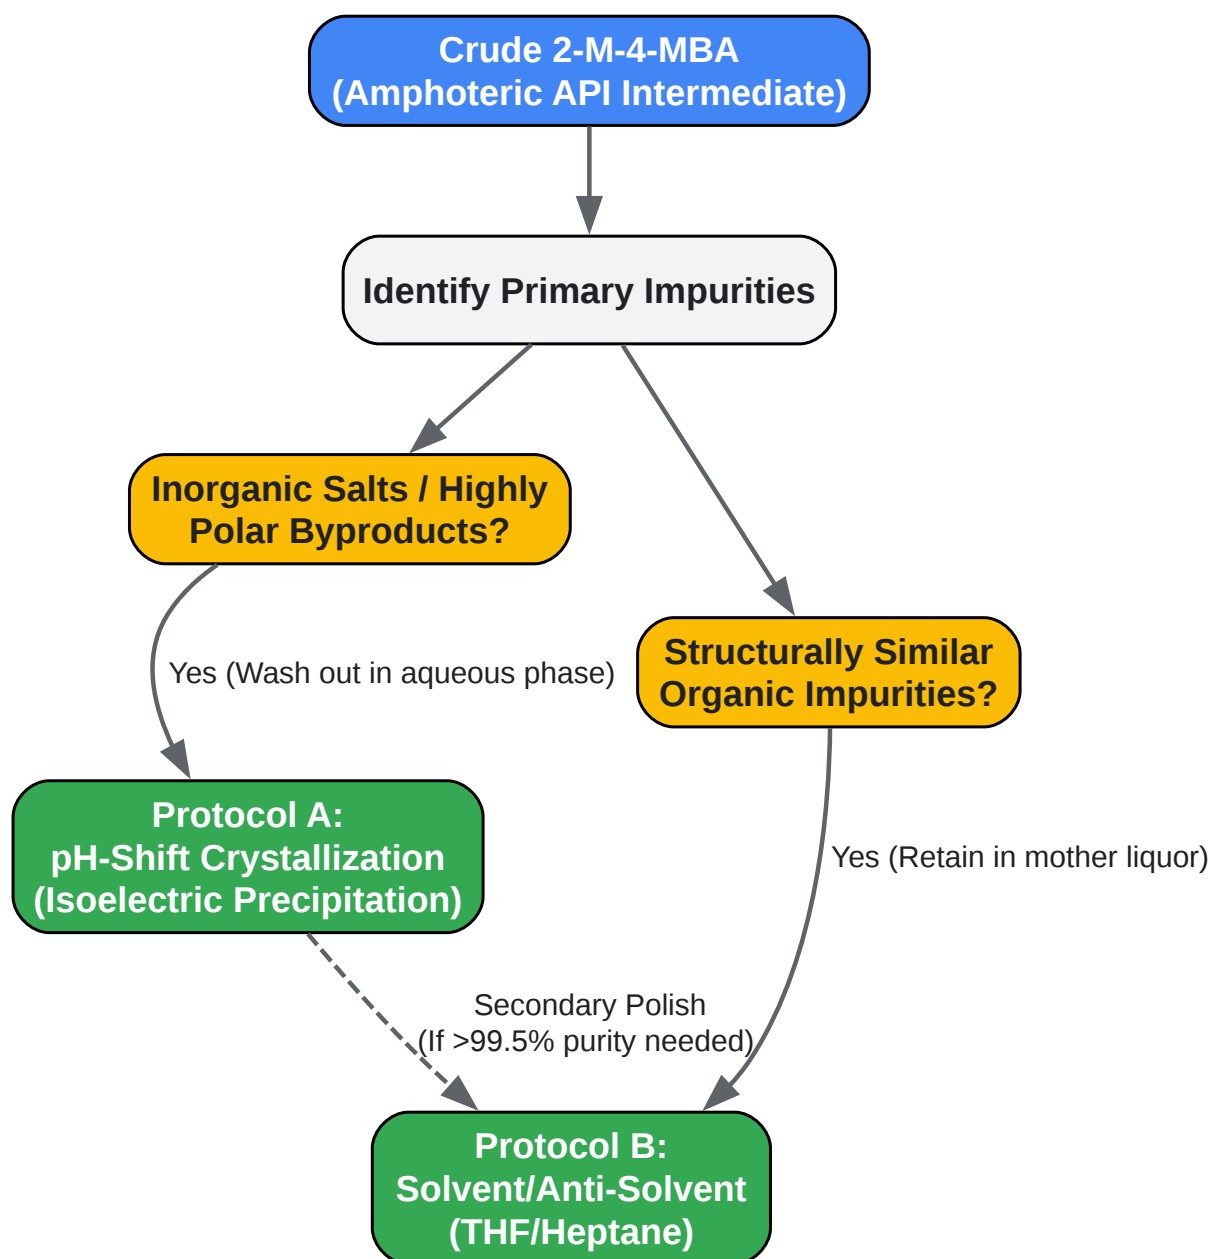 Crude 2-M-4-MBA
(Amphoteric API Intermediate)
Identify Primary Impurities
Inorganic Salts / Highly
Polar Byproducts?
Structurally Similar
Organic Impurities?
Yes (Wash out in aqueous phase)
Protocol A:
pH-Shift Crystallization
(Isoelectric Precipitation)
Yes (Retain in mother liquor)
Secondary Polish
(If >99.5% purity needed)
Protocol B:
Solvent/Anti-Solvent
(THF/Heptane)